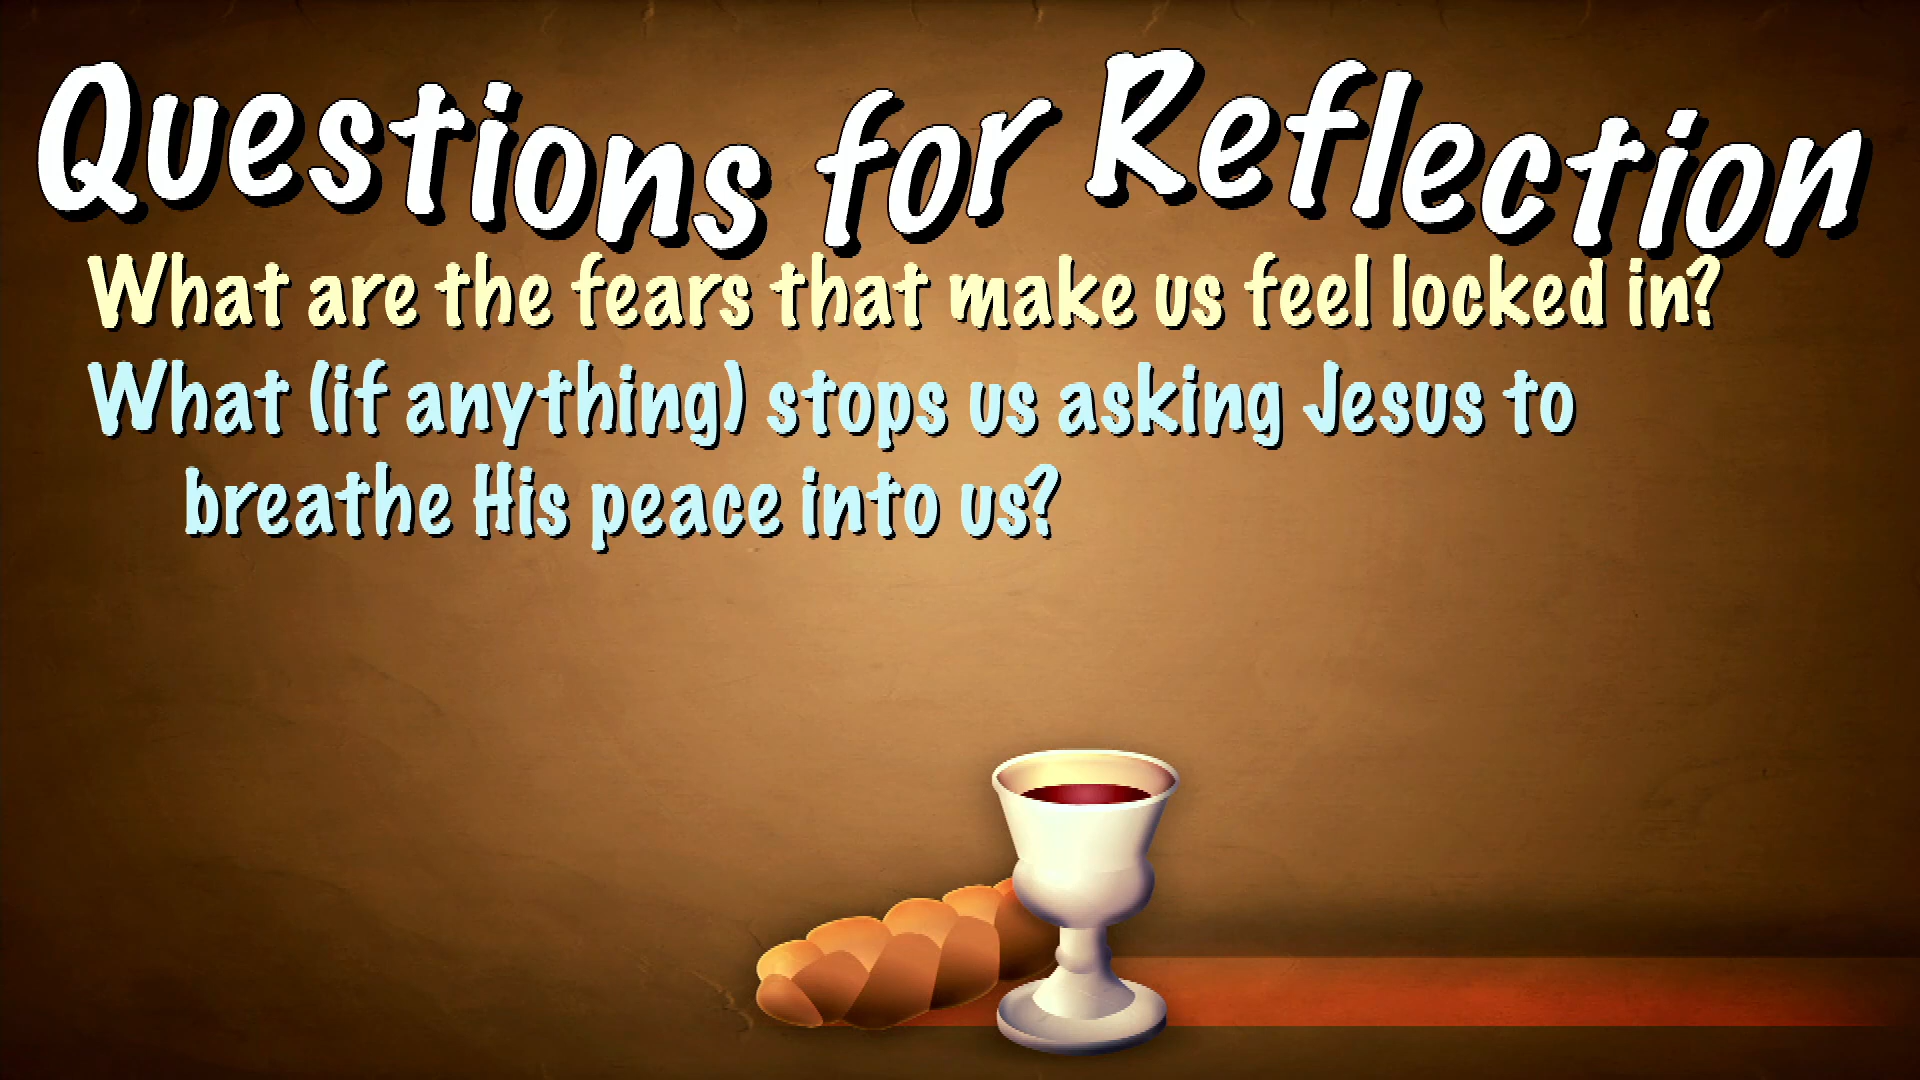 Questions for Reflection
What are the fears that make us feel locked in?
What (if anything) stops us asking Jesus to
breathe His peace into us?